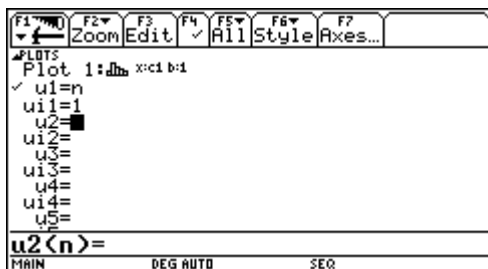 F1 F2 Zoom F3 Edit F4 ✓ F5 All F6 Style F7 Axes...
PLOTS
Plot 1: x:c1 b:1
✓ u1=n
ui1=1
u2=
ui2=
u3=
ui3=
u4=
ui4=
u5=
u2(n)=
MAIN DEG AUTO SEQ